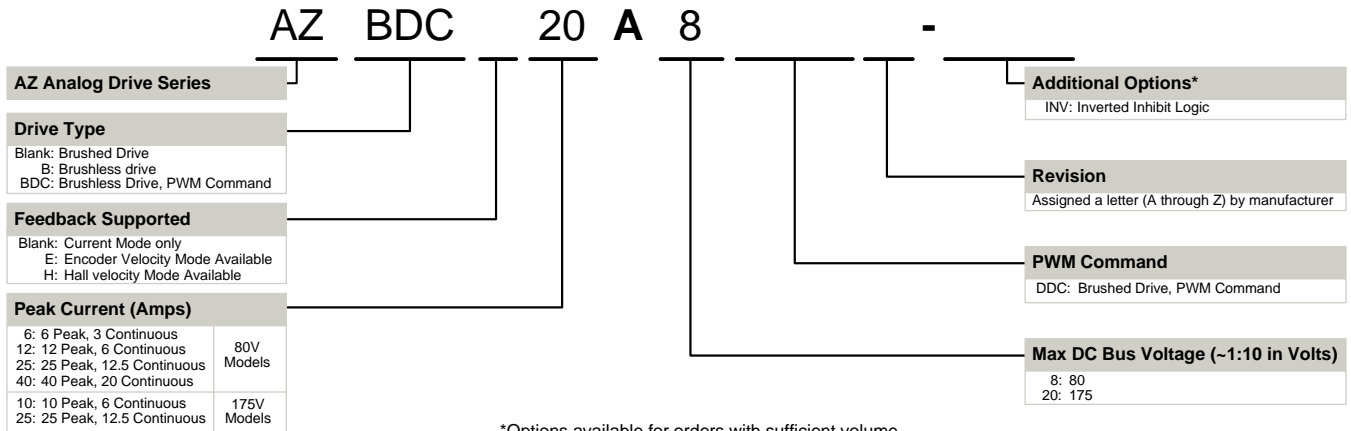 AZ BDC 20 A 8 -
AZ Analog Drive Series
Drive Type
Blank: Brushed Drive
B: Brushless drive
BDC: Brushless Drive, PWM Command
Feedback Supported
Blank: Current Mode only
E: Encoder Velocity Mode Available
H: Hall velocity Mode Available
Peak Current (Amps)
6: 6 Peak, 3 Continuous
12: 12 Peak, 6 Continuous
25: 25 Peak, 12.5 Continuous
40: 40 Peak, 20 Continuous
80V
Models
10: 10 Peak, 6 Continuous
25: 25 Peak, 12.5 Continuous
175V
Models
Additional Options*
INV: Inverted Inhibit Logic
Revision
Assigned a letter (A through Z) by manufacturer
PWM Command
DDC: Brushed Drive, PWM Command
Max DC Bus Voltage (~1:10 in Volts)
8: 80
20: 175
*Options available for orders with sufficient volume